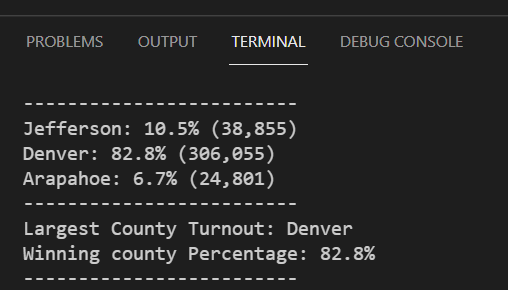 PROBLEMS OUTPUT TERMINAL DEBUG CONSOLE
-------------------------
Jefferson: 10.5% (38,855)
Denver: 82.8% (306,055)
Arapahoe: 6.7% (24,801)
-------------------------
Largest County Turnout: Denver
Winning county Percentage: 82.8%
-------------------------